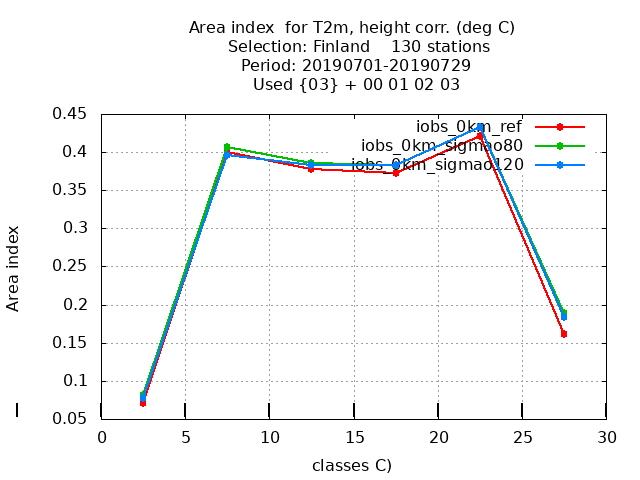 Area index  for T2m, height corr. (deg C)
Selection: Finland    130 stations
Period: 20190701-20190729
Used {03} + 00 01 02 03
0.45
0.4
0.35
0.3
0.25
0.2
0.15
0.1
0.05
Area index
iobs_0km_ref
iobs_0km_sigmao80
iobs_0km_sigmao120
0 5 10 15 20 25 30
classes C)